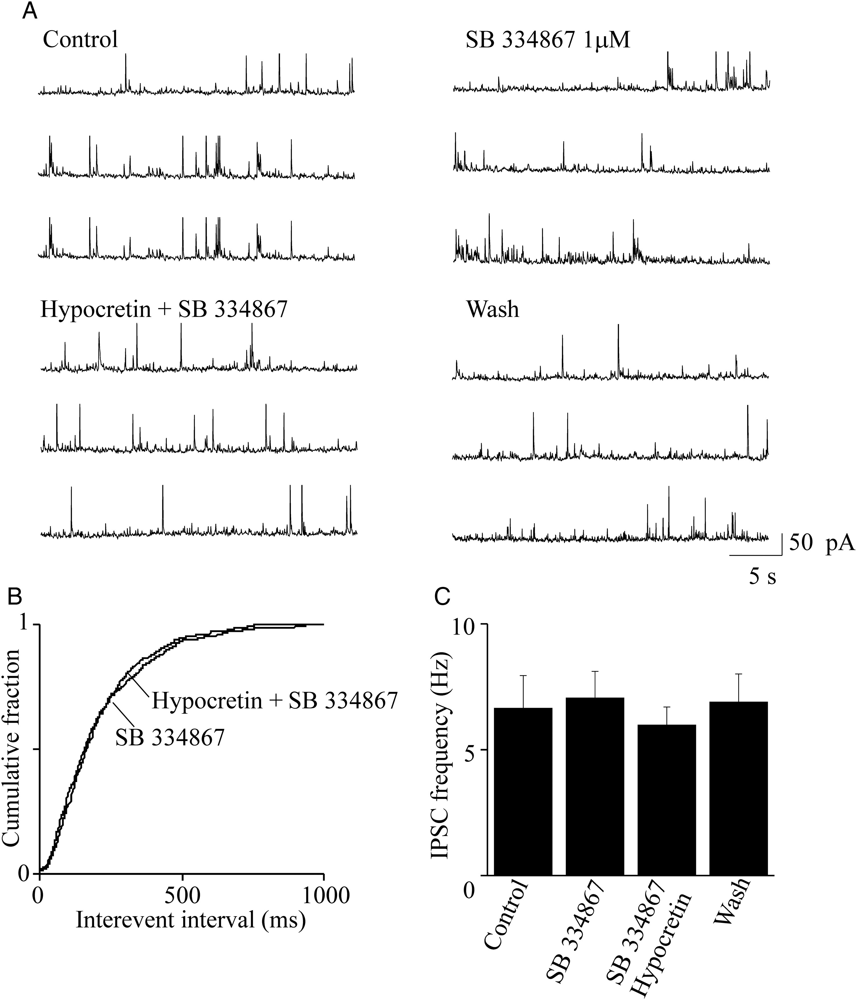 A
Control
SB 334867 1μM
Hypocretin + SB 334867
Wash
50 pA
5 s
B
1
0
Cumulative fraction
Hypocretin + SB 334867
SB 334867
0
500
1000
Interevent interval (ms)
C
10
5
0
IPSC frequency (Hz)
Control
SB 334867
SB 334867
Hypocretin
Wash